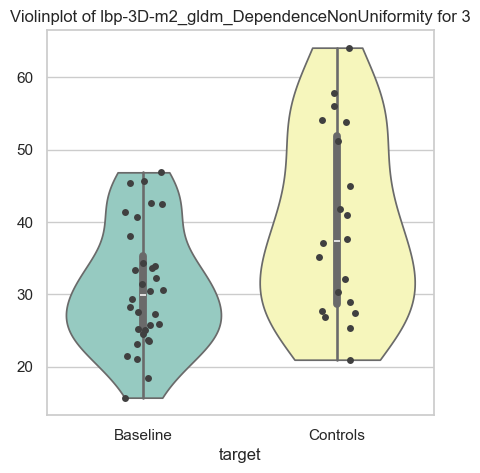 Violinplot of lbp-3D-m2_gldm_DependenceNonUniformity for 3
60
50
40
30
20
Baseline Controls
target